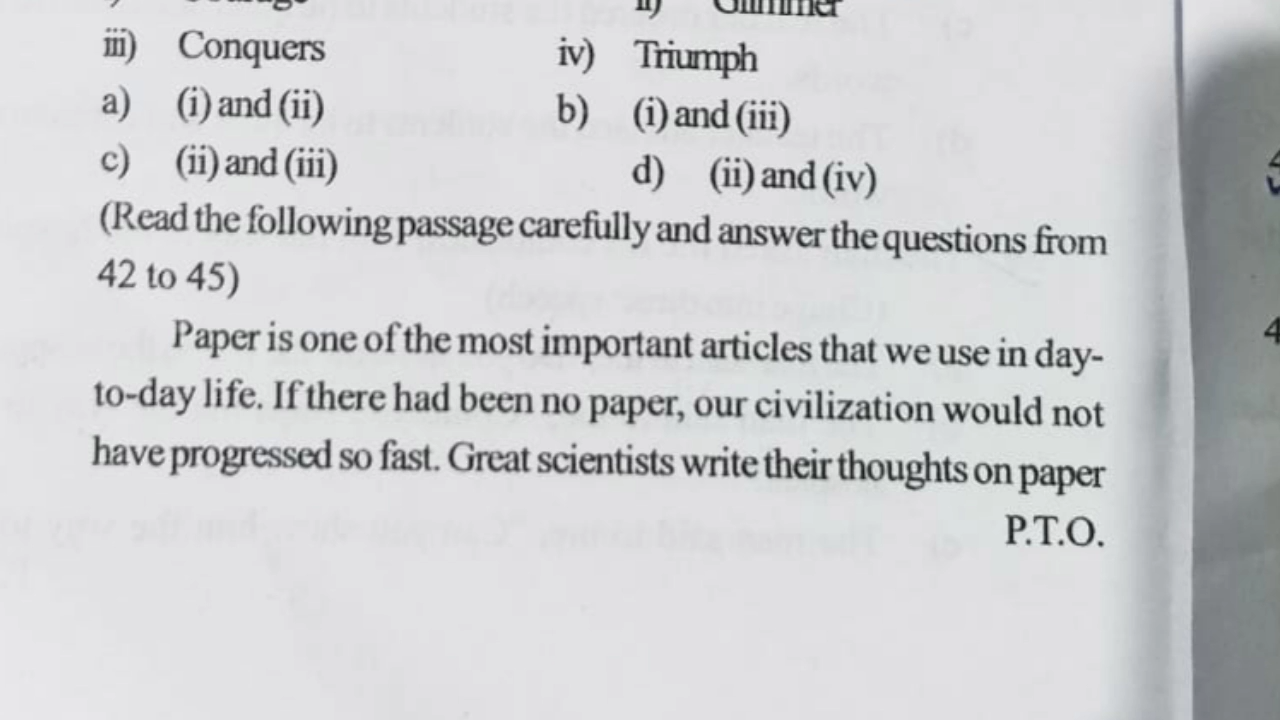 ii) Glimmer
iii) Conquers iv) Triumph
a) (i) and (ii) b) (i) and (iii)
c) (ii) and (iii) d) (ii) and (iv)
(Read the following passage carefully and answer the questions from
42 to 45)
Paper is one of the most important articles that we use in day-
to-day life. If there had been no paper, our civilization would not
have progressed so fast. Great scientists write their thoughts on paper
P.T.O.